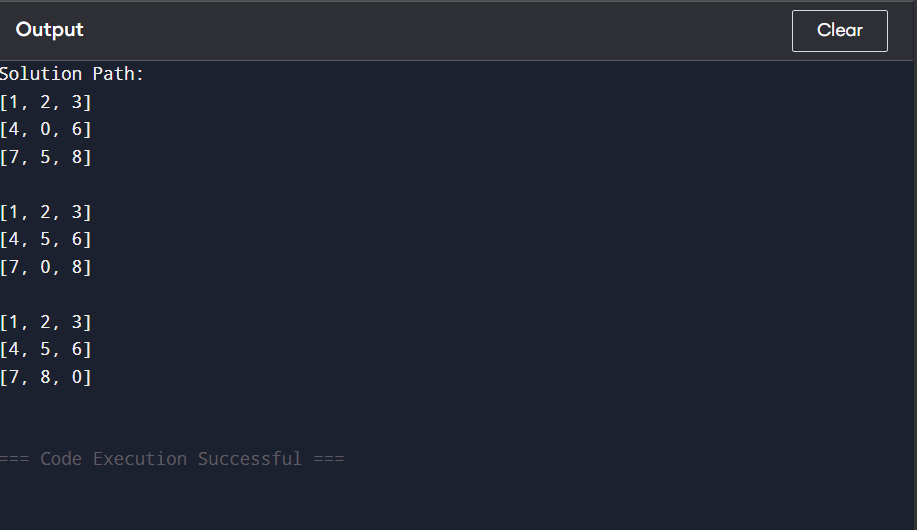 Output
Clear
Solution Path:
[1, 2, 3]
[4, 0, 6]
[7, 5, 8]
[1, 2, 3]
[4, 5, 6]
[7, 0, 8]
[1, 2, 3]
[4, 5, 6]
[7, 8, 0]
=== Code Execution Successful ===